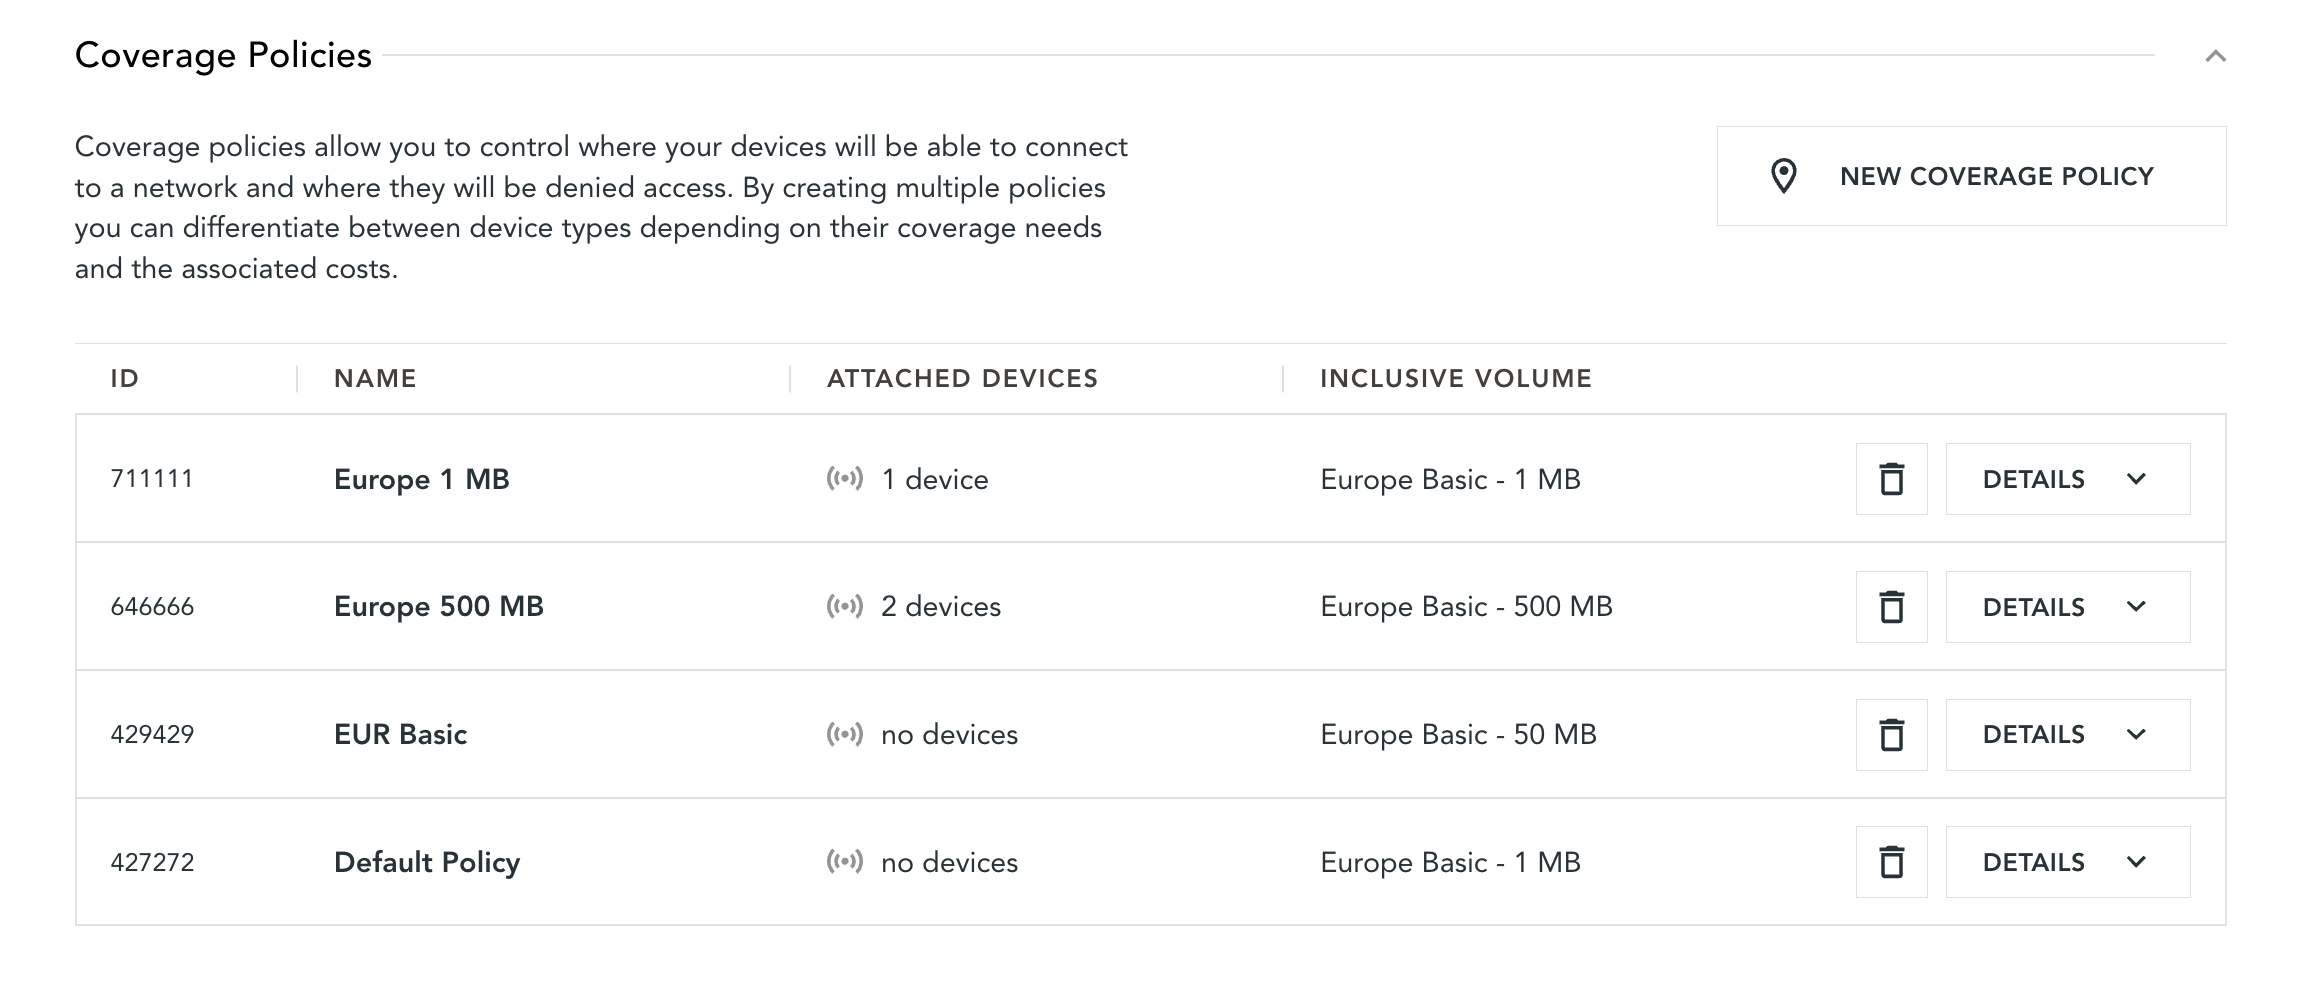 Coverage Policies
Coverage policies allow you to control where your devices will be able to connect
to a network and where they will be denied access. By creating multiple policies
you can differentiate between device types depending on their coverage needs
and the associated costs.
NEW COVERAGE POLICY
ID NAME ATTACHED DEVICES INCLUSIVE VOLUME
711111 Europe 1 MB 1 device Europe Basic - 1 MB DETAILS
646666 Europe 500 MB 2 devices Europe Basic - 500 MB DETAILS
429429 EUR Basic no devices Europe Basic - 50 MB DETAILS
427272 Default Policy no devices Europe Basic - 1 MB DETAILS